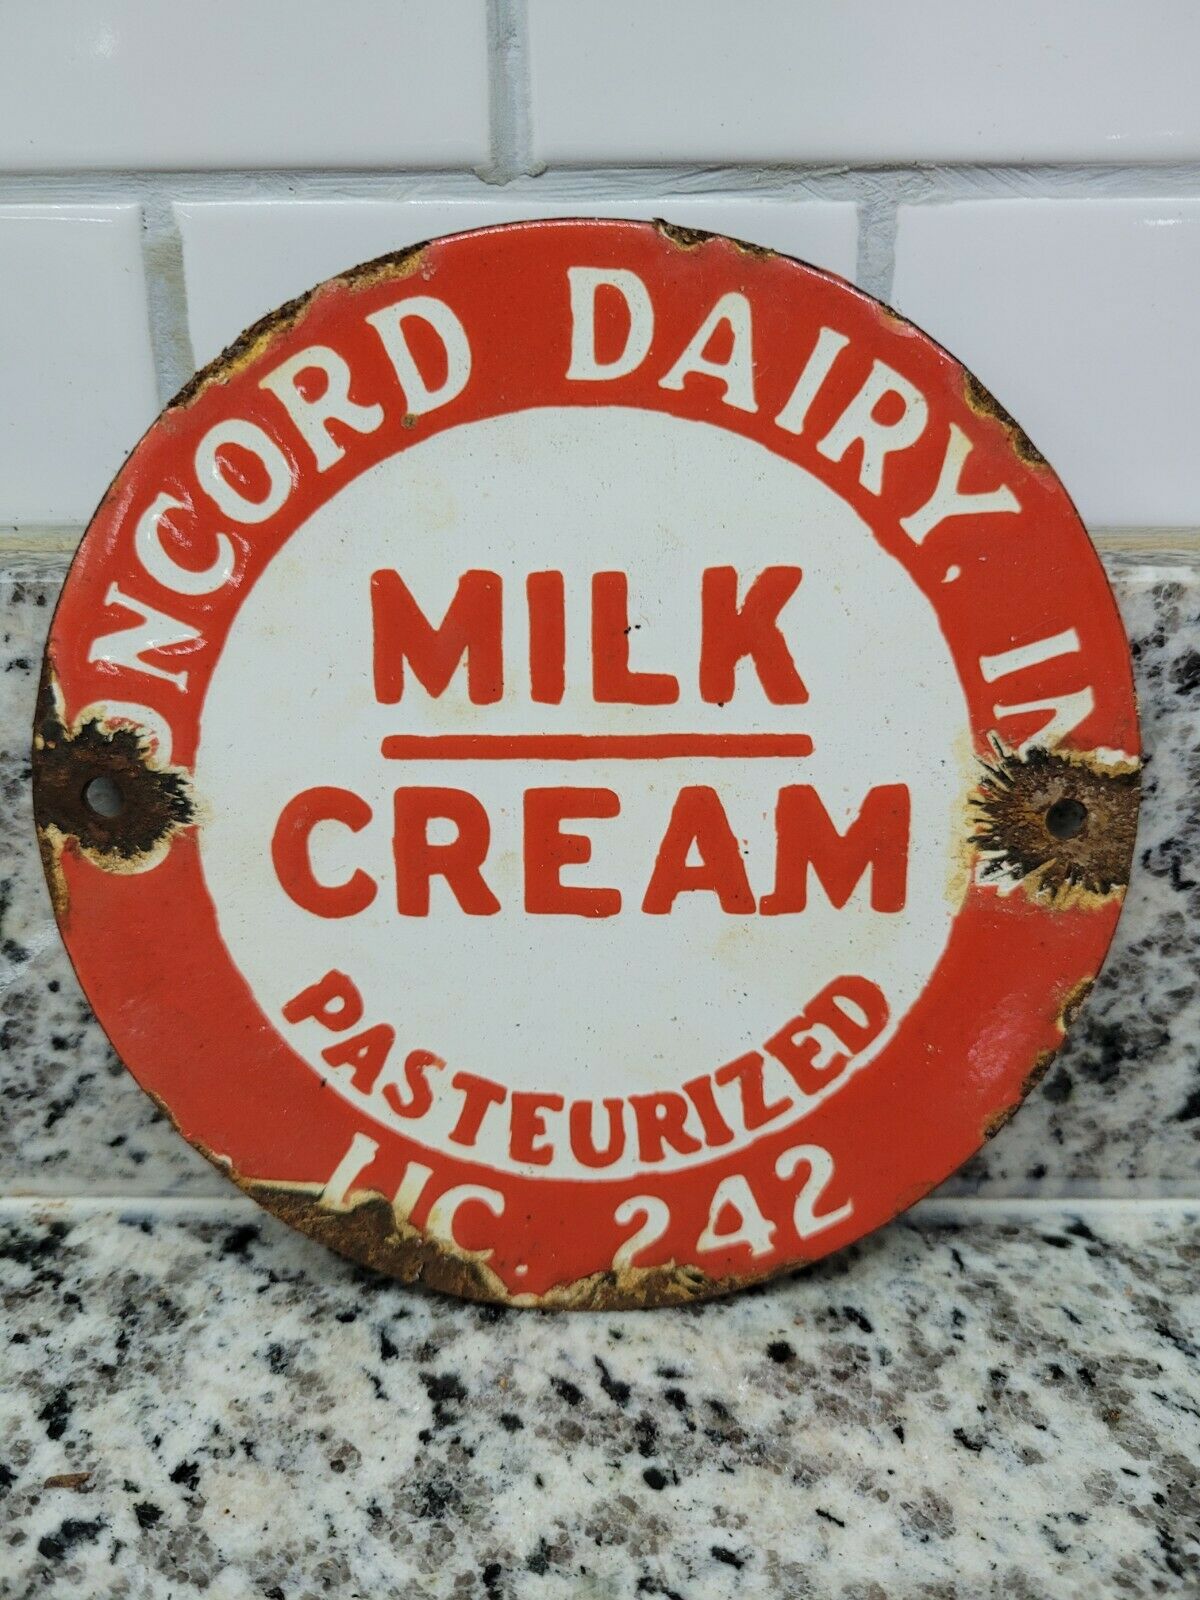 ONCORD DAIRY, IN
MILK
CREAM
PASTEURIZED
LIC. 242